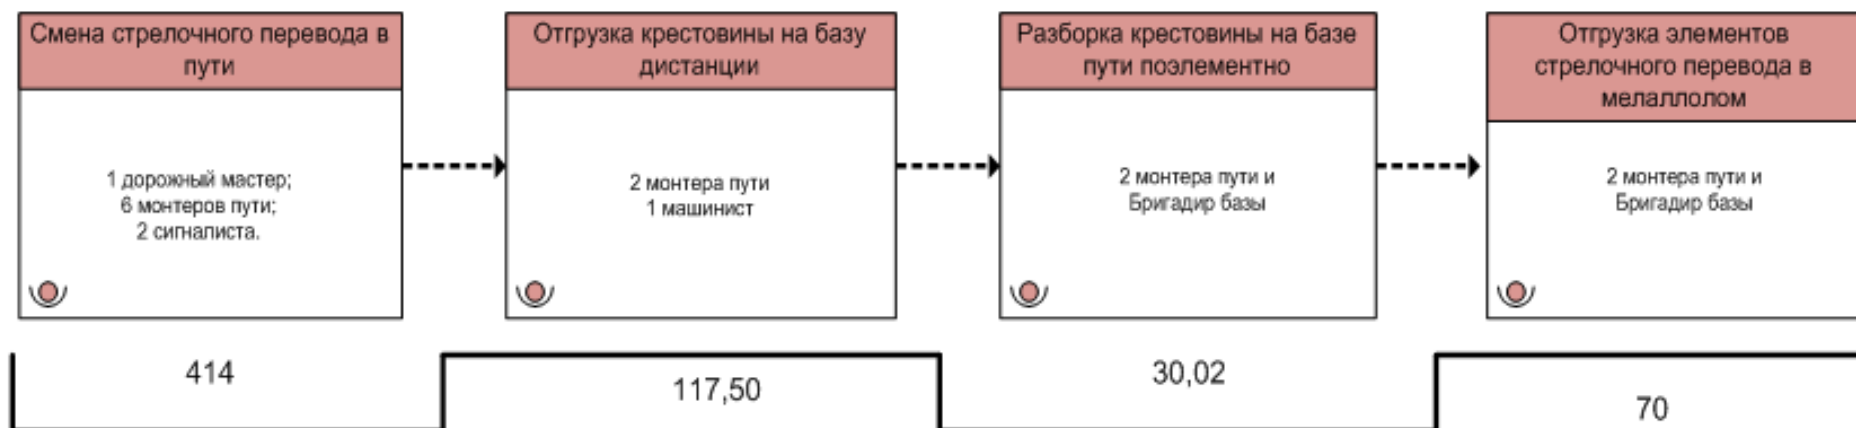 Смена стрелочного перевода в
пути
1 дорожный мастер;
6 монтеров пути;
2 сигналиста.
Отгрузка крестовины на базу
дистанции
2 монтера пути
1 машинист
Разборка крестовины на базе
пути поэлементно
2 монтера пути и
Бригадир базы
Отгрузка элементов
стрелочного перевода в
мелаллолом
2 монтера пути и
Бригадир базы
414
117,50
30,02
70